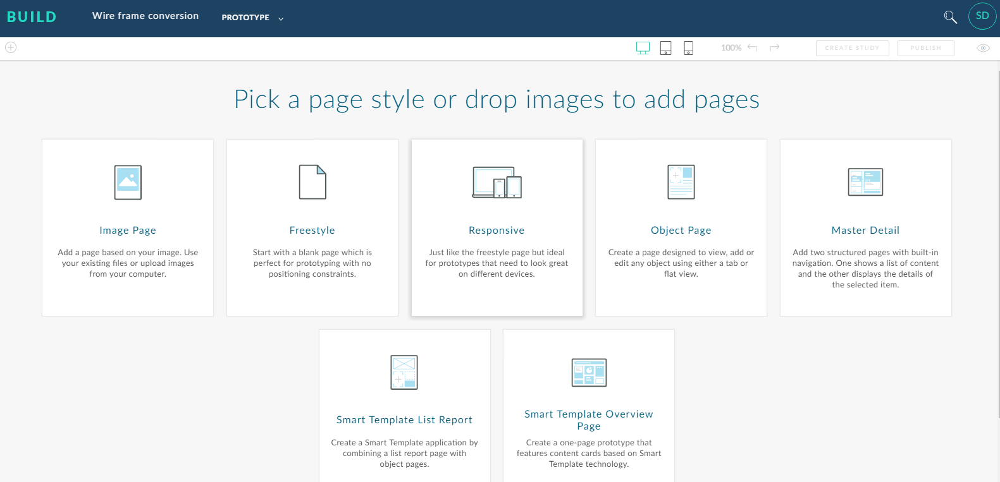 BUILD
Wire frame conversion
PROTOTYPE
SD
100%
CREATE STUDY
PUBLISH
Pick a page style or drop images to add pages
Image Page
Add a page based on your image. Use
your existing files or upload images
from your computer.
Freestyle
Start with a blank page which is
perfect for prototyping with no
positioning constraints.
Responsive
Just like the freestyle page but ideal
for prototypes that need to look great
on different devices.
Object Page
Create a page designed to view, add or
edit any object using either a tab or
flat view.
Master Detail
Add two structured pages with built-in
navigation. One shows a list of content
and the other displays the details of
the selected item.
Smart Template List Report
Create a Smart Template application by
combining a list report page with
object pages.
Smart Template Overview
Page
Create a one-page prototype that
features content cards based on Smart
Template technology.